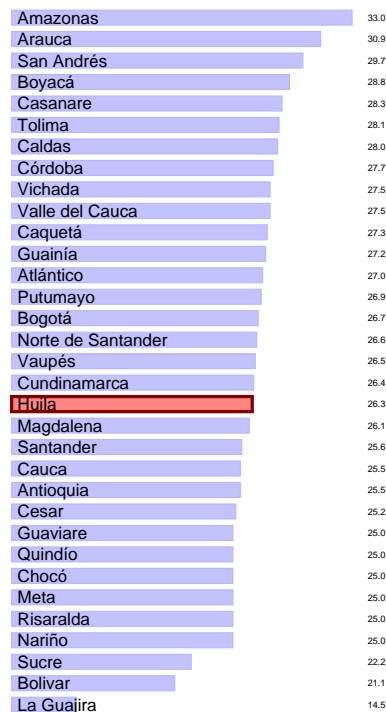 Amazonas 33.0
Arauca 30.9
San Andrés 29.7
Boyacá 28.8
Casanare 28.3
Tolima 28.1
Caldas 28.0
Córdoba 27.7
Vichada 27.5
Valle del Cauca 27.5
Caquetá 27.3
Guainía 27.2
Atlántico 27.0
Putumayo 26.9
Bogotá 26.7
Norte de Santander 26.6
Vaupés 26.5
Cundinamarca 26.4
Huila 26.3
Magdalena 26.1
Santander 25.6
Cauca 25.5
Antioquia 25.5
Cesar 25.2
Guaviare 25.0
Quindío 25.0
Chocó 25.0
Meta 25.0
Risaralda 25.0
Nariño 25.0
Sucre 22.2
Bolivar 21.1
La Guajira 14.5